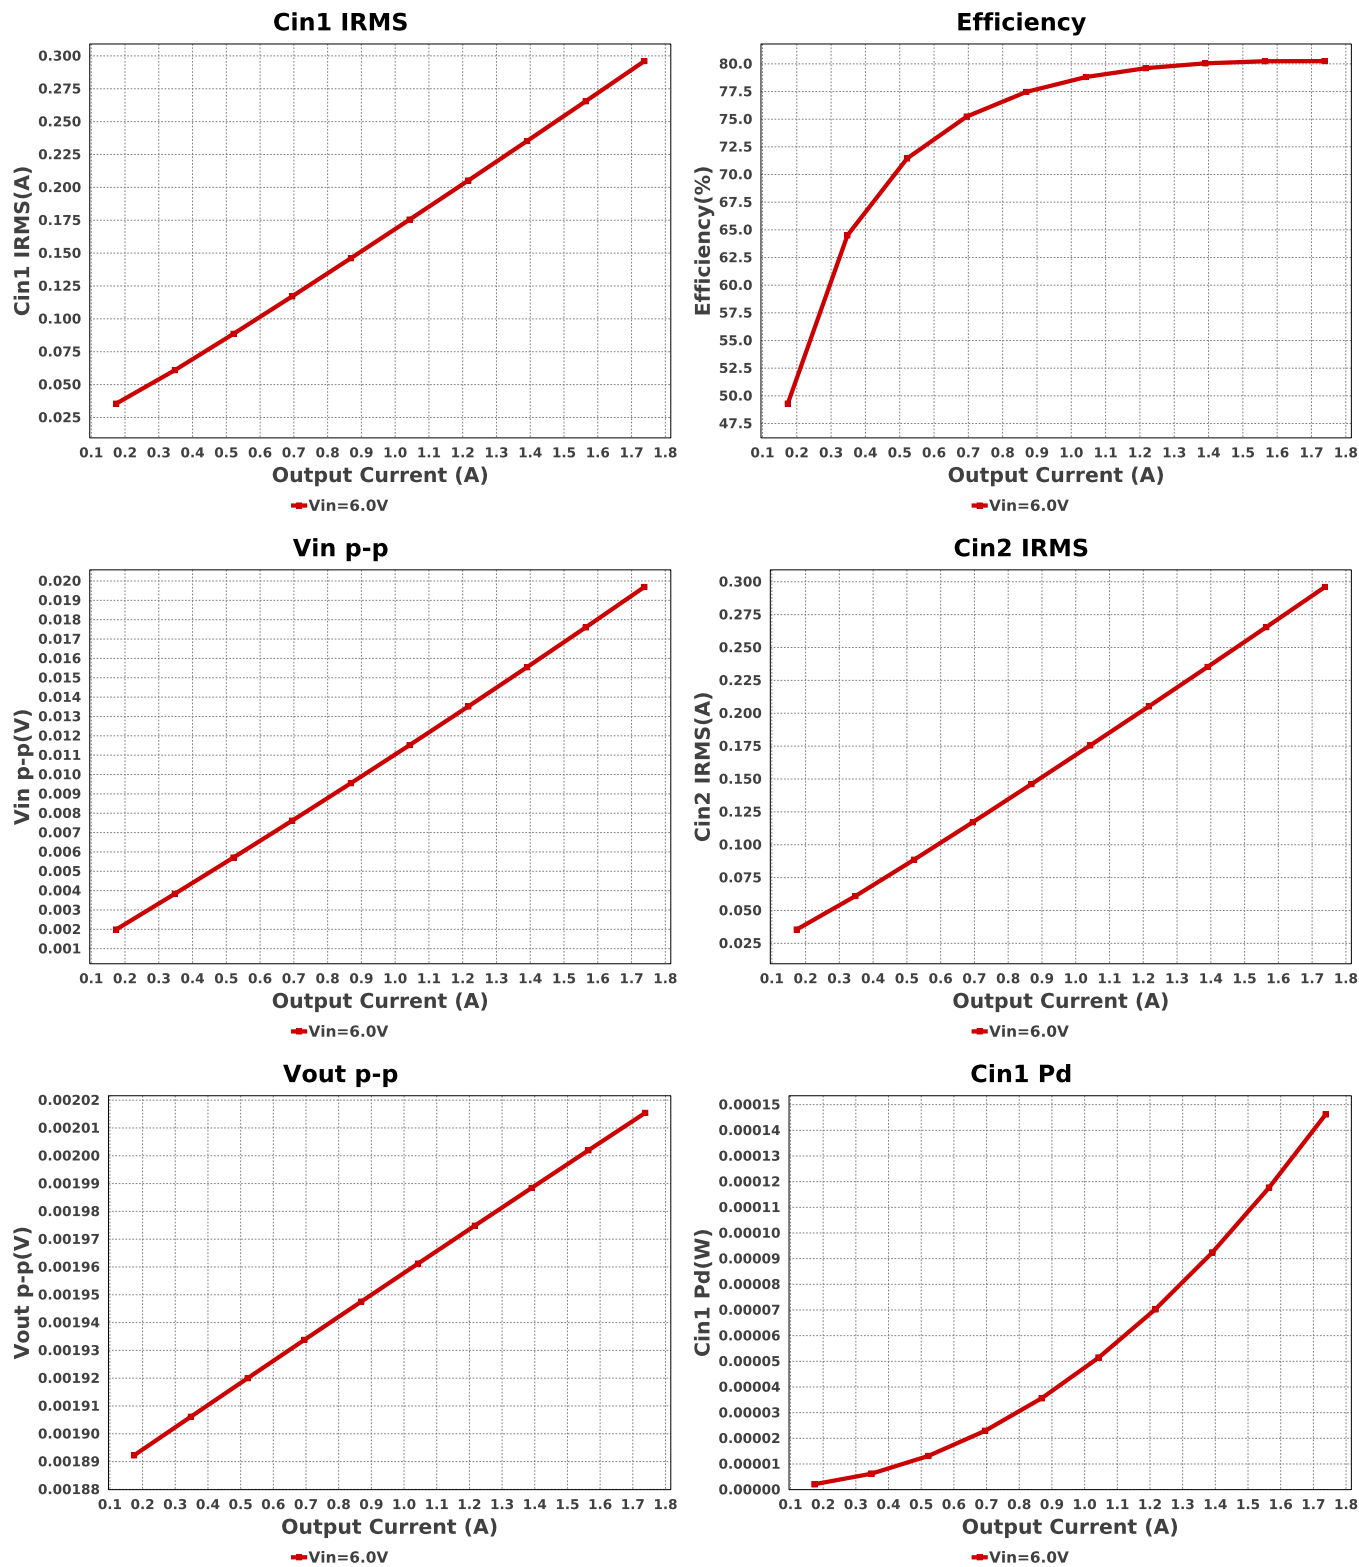 Cin1 IRMS
0.300
0.275
0.250
0.225
0.200
0.175
0.150
0.125
0.100
0.075
0.050
0.025
Cin1 IRMS(A)
0.1 0.2 0.3 0.4 0.5 0.6 0.7 0.8 0.9 1.0 1.1 1.2 1.3 1.4 1.5 1.6 1.7 1.8
Output Current (A)
Vin=6.0V
Efficiency
80.0
77.5
75.0
72.5
70.0
67.5
65.0
62.5
60.0
57.5
55.0
52.5
50.0
47.5
Efficiency(%)
0.1 0.2 0.3 0.4 0.5 0.6 0.7 0.8 0.9 1.0 1.1 1.2 1.3 1.4 1.5 1.6 1.7 1.8
Output Current (A)
Vin=6.0V
Vin p-p
0.020
0.019
0.018
0.017
0.016
0.015
0.014
0.013
0.012
0.011
0.010
0.009
0.008
0.007
0.006
0.005
0.004
0.003
0.002
0.001
Vin p-p(V)
0.1 0.2 0.3 0.4 0.5 0.6 0.7 0.8 0.9 1.0 1.1 1.2 1.3 1.4 1.5 1.6 1.7 1.8
Output Current (A)
Vin=6.0V
Cin2 IRMS
0.300
0.275
0.250
0.225
0.200
0.175
0.150
0.125
0.100
0.075
0.050
0.025
Cin2 IRMS(A)
0.1 0.2 0.3 0.4 0.5 0.6 0.7 0.8 0.9 1.0 1.1 1.2 1.3 1.4 1.5 1.6 1.7 1.8
Output Current (A)
Vin=6.0V
Vout p-p
0.00202
0.00201
0.00200
0.00199
0.00198
0.00197
0.00196
0.00195
0.00194
0.00193
0.00192
0.00191
0.00190
0.00189
0.00188
Vout p-p(V)
0.1 0.2 0.3 0.4 0.5 0.6 0.7 0.8 0.9 1.0 1.1 1.2 1.3 1.4 1.5 1.6 1.7 1.8
Output Current (A)
Vin=6.0V
Cin1 Pd
0.00015
0.00014
0.00013
0.00012
0.00011
0.00010
0.00009
0.00008
0.00007
0.00006
0.00005
0.00004
0.00003
0.00002
0.00001
0.00000
Cin1 Pd(W)
0.1 0.2 0.3 0.4 0.5 0.6 0.7 0.8 0.9 1.0 1.1 1.2 1.3 1.4 1.5 1.6 1.7 1.8
Output Current (A)
Vin=6.0V